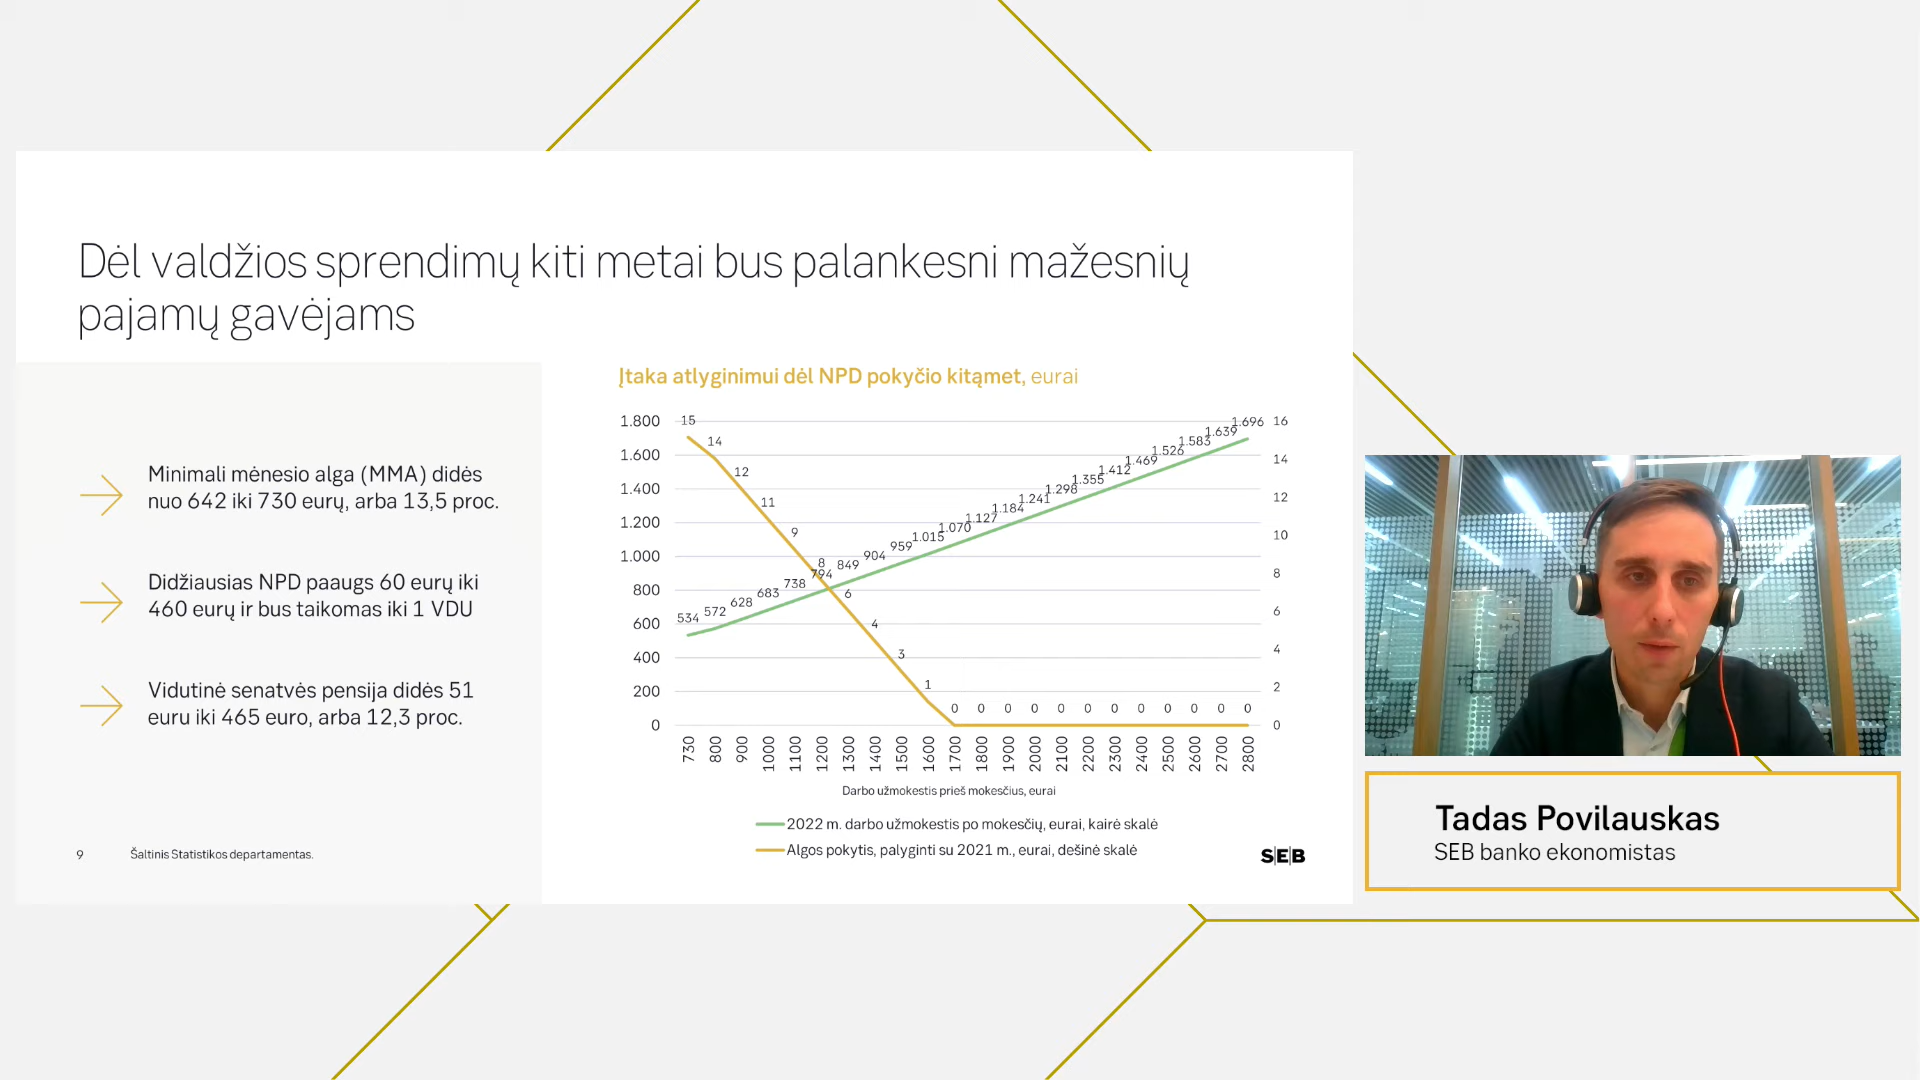 Dėl valdžios sprendimų kiti metai bus palankesni mažesnių
pajamų gavėjams
Minimali mėnesio alga (MMA) didės
nuo 642 iki 730 eurų, arba 13,5 proc.
Didžiausias NPD paaugs 60 eurų iki
460 eurų ir bus taikomas iki 1 VDU
Vidutinė senatvės pensija didės 51
euru iki 465 euro, arba 12,3 proc.
9
Šaltinis Statistikos departamentas.
Įtaka atlyginimui dėl NPD pokyčio kitąmet, eurai
1.800
1.600
1.400
1.200
1.000
800
600
400
200
0
15
14
12
11
9
8
6
4
3
1
0 0 0 0 0 0 0 0 0 0 0 0
534
572
628
683
738
794
849
904
959
1.015
1.070
1.127
1.184
1.241
1.298
1.355
1.412
1.469
1.526
1.583
1.639
1.696
16
14
12
10
8
6
4
2
0
730 800 900 1000 1100 1200 1300 1400 1500 1600 1700 1800 1900 2000 2100 2200 2300 2400 2500 2600 2700 2800
Darbo užmokestis prieš mokesčius, eurai
2022 m. darbo užmokestis po mokesčių, eurai, kairė skalė
Algos pokytis, palyginti su 2021 m., eurai, dešinė skalė
SEB
Tadas Povilauskas
SEB banko ekonomistas